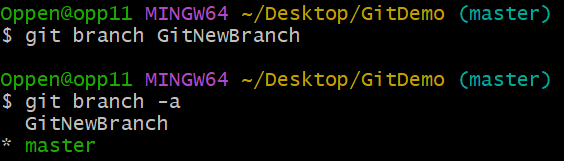 Oppen@opp11 MINGW64 ~/Desktop/GitDemo (master)
$ git branch GitNewBranch
Oppen@opp11 MINGW64 ~/Desktop/GitDemo (master)
$ git branch -a
  GitNewBranch
* master